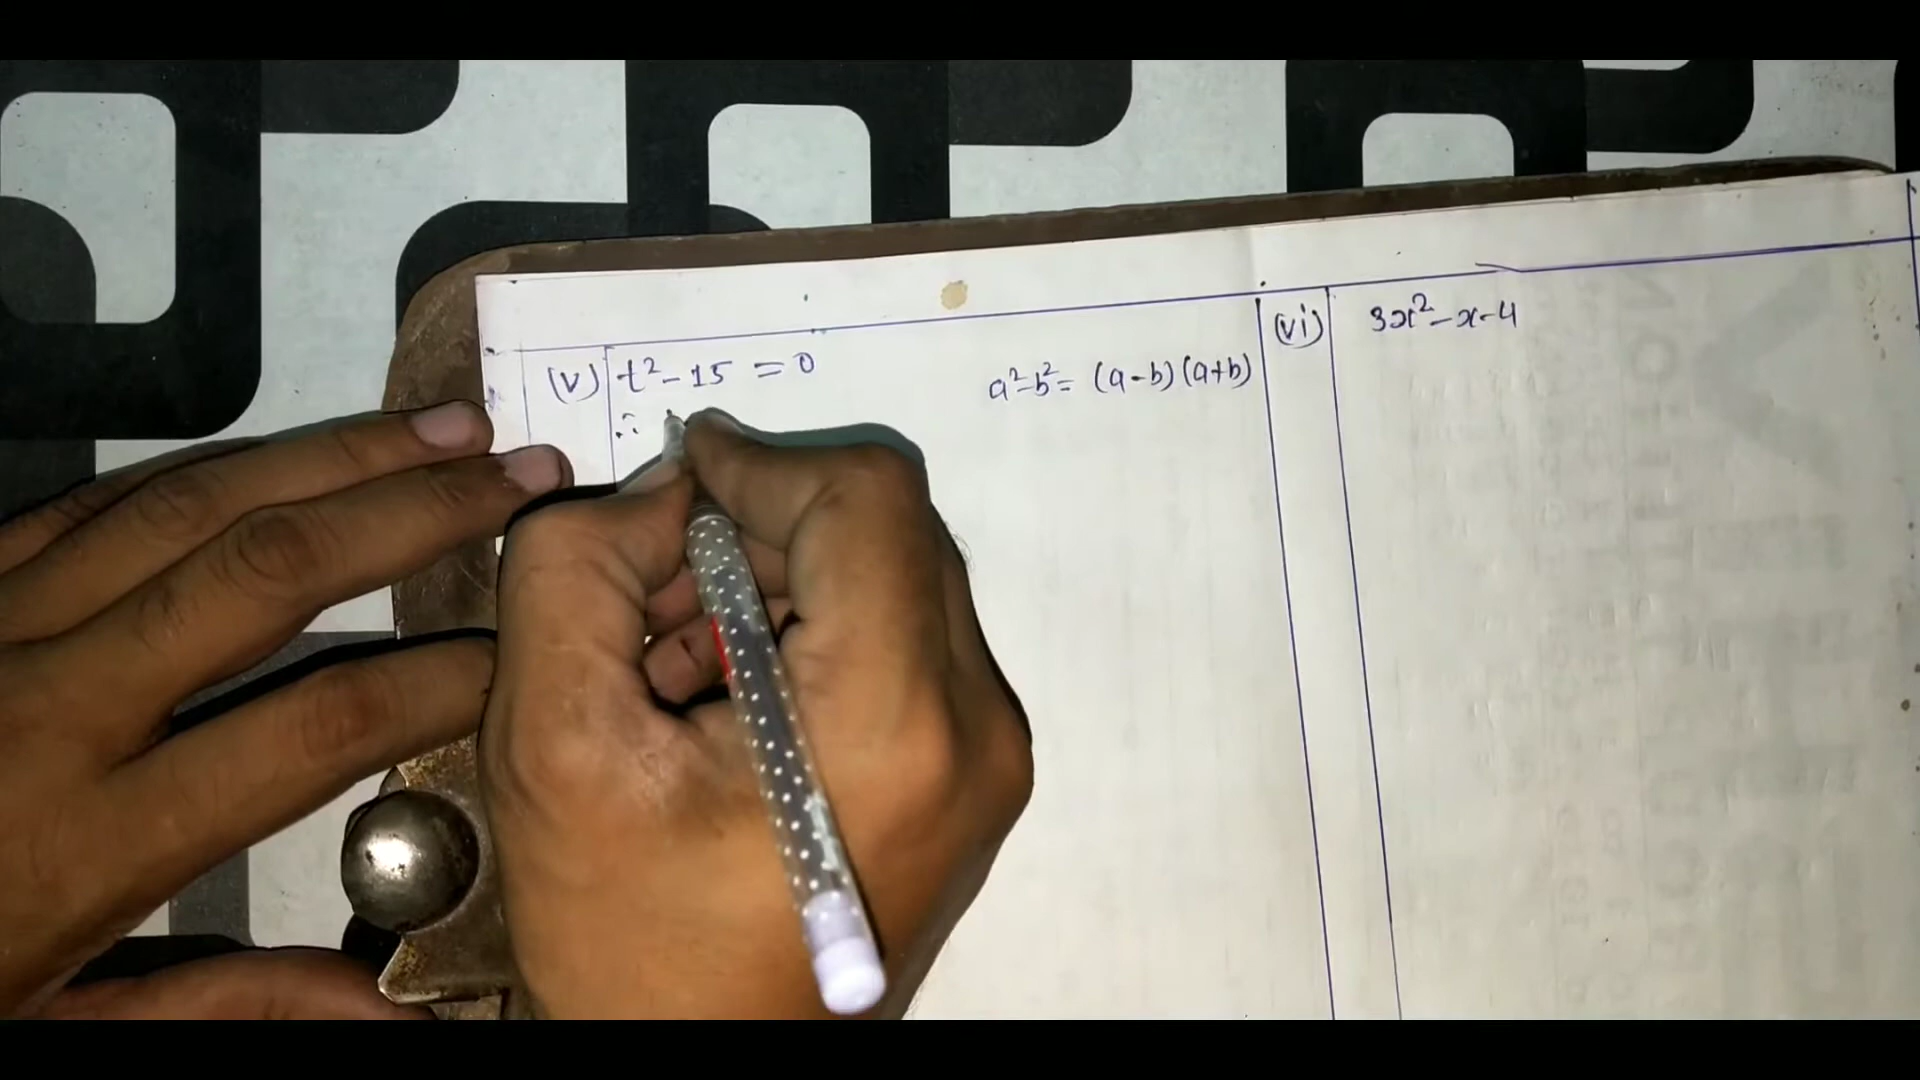 (v) t² - 15 = 0
a² - b² = (a - b) (a + b)
∴
(vi) 3x² - x - 4